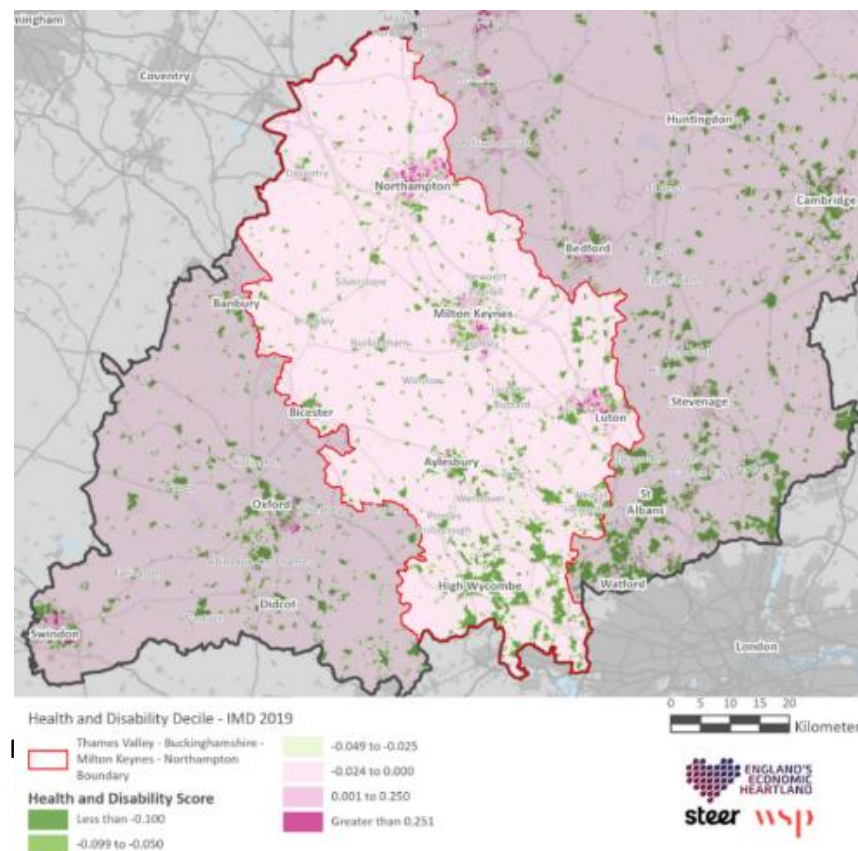 mingham
Coventry
Huntingdon
Daventry
Northampton
Cambridge
Bedford
Silverstone
Newport
Banbury
Milton Keynes
Brackley
Buckingham
Winslow
Bicester
Luton
Stevenage
Aylesbury
Oxford
Wendover
St
Albans
Princes
Risborough
High Wycombe
Watford
Didcot
Swindon
London
Health and Disability Decile - IMD 2019
Thames Valley - Buckinghamshire -
Milton Keynes - Northampton
Boundary
Health and Disability Score
Less than -0.100
-0.099 to -0.050
-0.049 to -0.025
-0.024 to 0.000
0.001 to 0.250
Greater than 0.251
0 5 10 15 20
Kilometer
ENGLAND'S
ECONOMIC
HEARTLAND
steer wsp